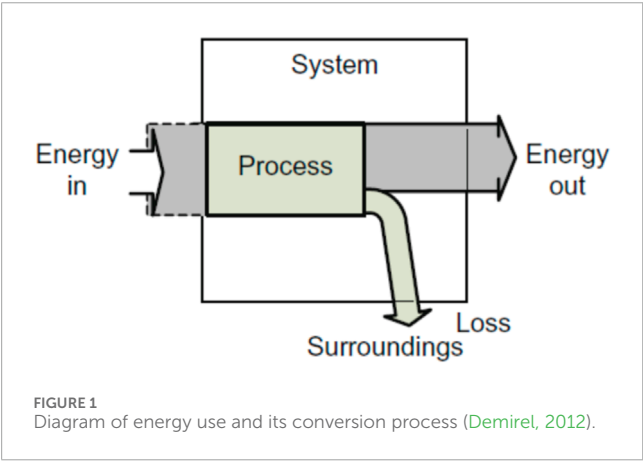 System
Energy
in
Process
Energy
out
Loss
Surroundings
FIGURE 1
Diagram of energy use and its conversion process (Demirel, 2012).